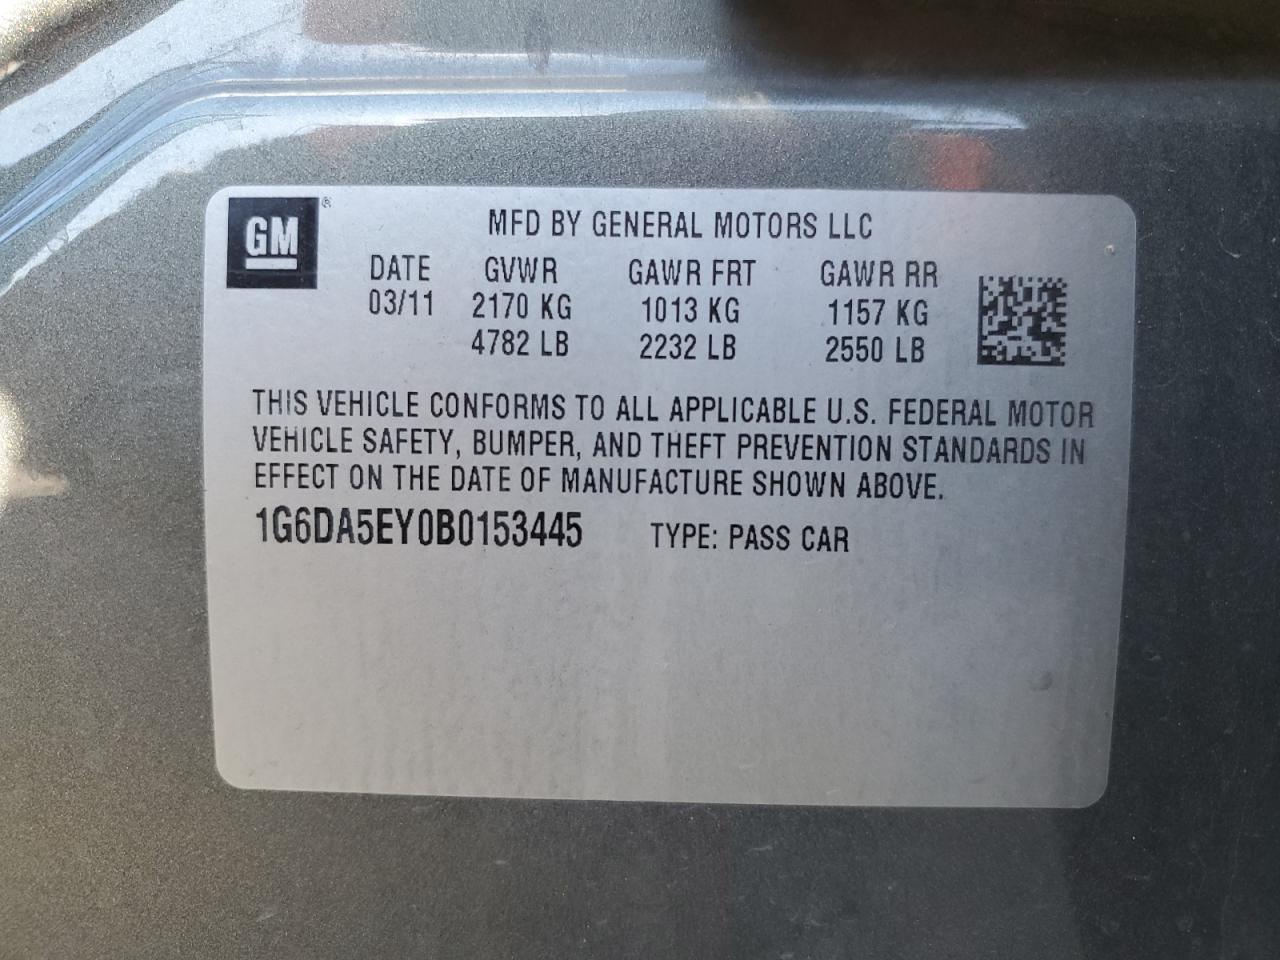 GM®
MFD BY GENERAL MOTORS LLC
DATE GVWR GAWR FRT GAWR RR
03/11 2170 KG 1013 KG 1157 KG
4782 LB 2232 LB 2550 LB
THIS VEHICLE CONFORMS TO ALL APPLICABLE U.S. FEDERAL MOTOR
VEHICLE SAFETY, BUMPER, AND THEFT PREVENTION STANDARDS IN
EFFECT ON THE DATE OF MANUFACTURE SHOWN ABOVE.
1G6DA5EY0B0153445 TYPE: PASS CAR